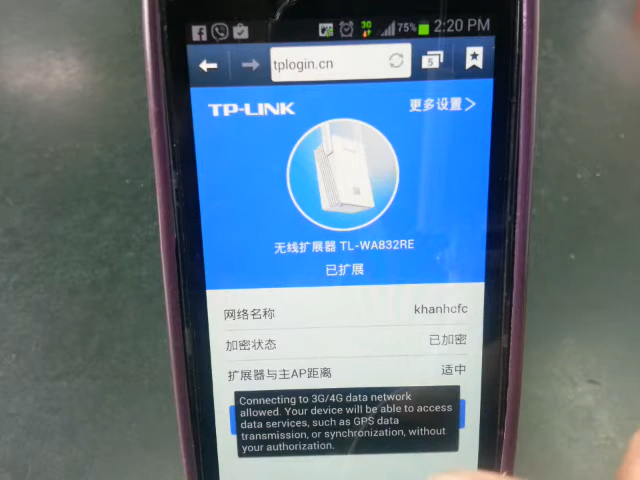 3G 75% 2:20 PM
tplogin.cn 5
TP-LINK 更多设置
无线扩展器 TL-WA832RE
已扩展
网络名称 khanhcfc
加密状态 已加密
扩展器与主AP距离 适中
Connecting to 3G/4G data network
allowed. Your device will be able to access
data services, such as GPS data
transmission, or synchronization, without
your authorization.